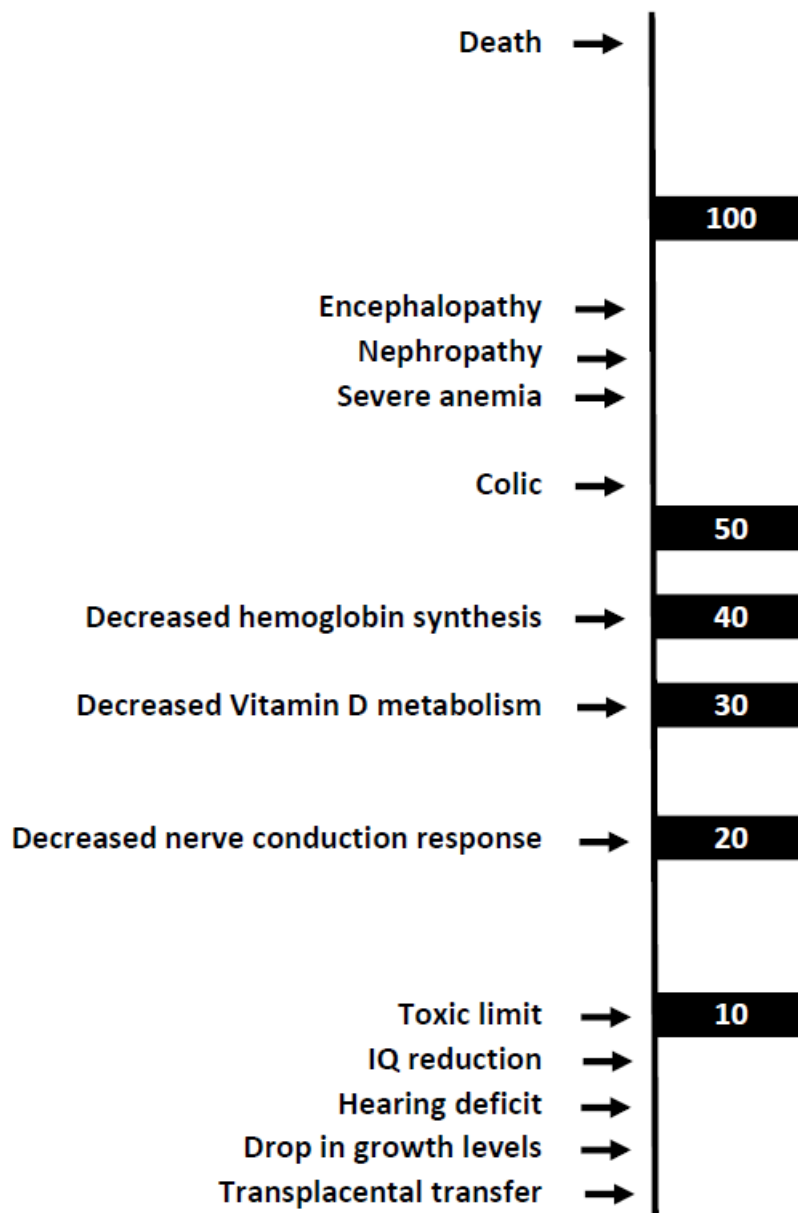 Death
100
Encephalopathy
Nephropathy
Severe anemia
Colic
50
Decreased hemoglobin synthesis 40
Decreased Vitamin D metabolism 30
Decreased nerve conduction response 20
Toxic limit 10
IQ reduction
Hearing deficit
Drop in growth levels
Transplacental transfer